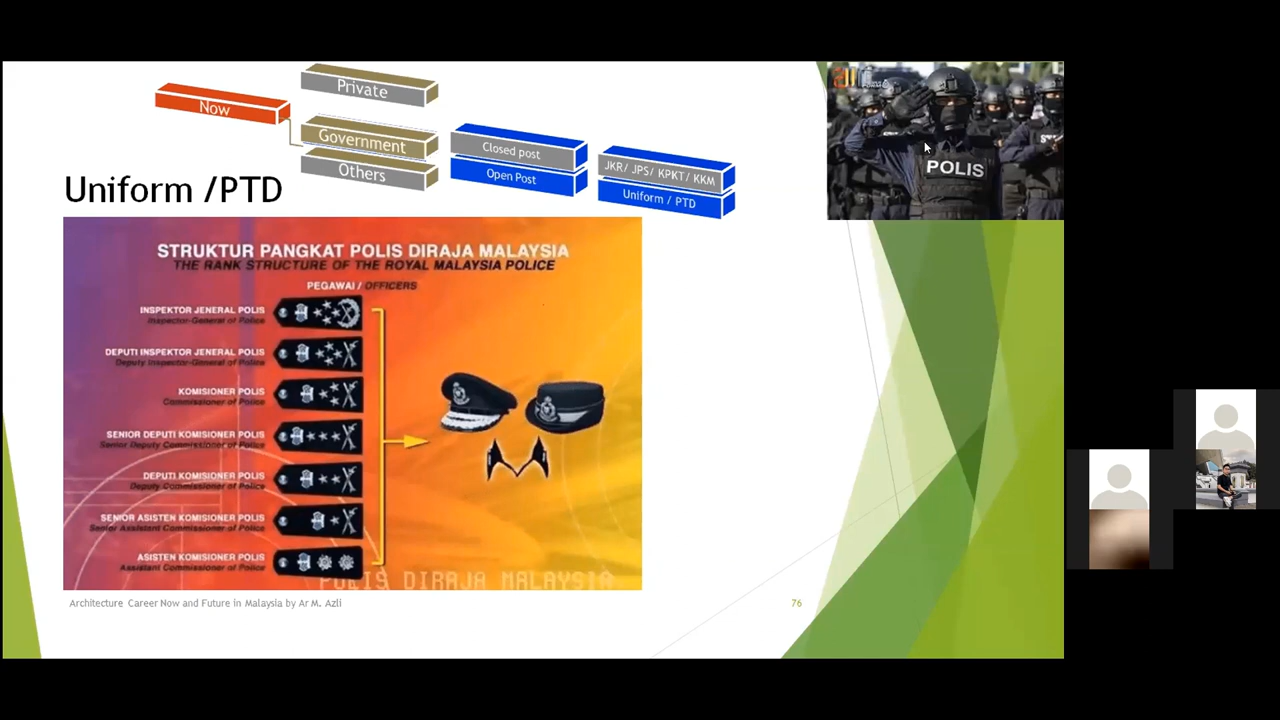 Now
Private
Government
Others
Closed post
Open Post
JKR/ JPS/ KPKT/ KKM
Uniform / PTD
POLIS
Uniform /PTD
STRUKTUR PANGKAT POLIS DIRAJA MALAYSIA
THE RANK STRUCTURE OF THE ROYAL MALAYSIA POLICE
PEGAWAI / OFFICERS
INSPEKTOR JENERAL POLIS
Inspector-General of Police
DEPUTI INSPEKTOR JENERAL POLIS
Deputy Inspector-General of Police
KOMISIONER POLIS
Commissioner of Police
SENIOR DEPUTI KOMISIONER POLIS
Senior Deputy Commissioner of Police
DEPUTI KOMISIONER POLIS
Deputy Commissioner of Police
SENIOR ASISTEN KOMISIONER POLIS
Senior Assistant Commissioner of Police
ASISTEN KOMISIONER POLIS
Assistant Commissioner of Police
POLIS DIRAJA MALAYSIA
Architecture Career Now and Future in Malaysia by Ar M. Azli
76